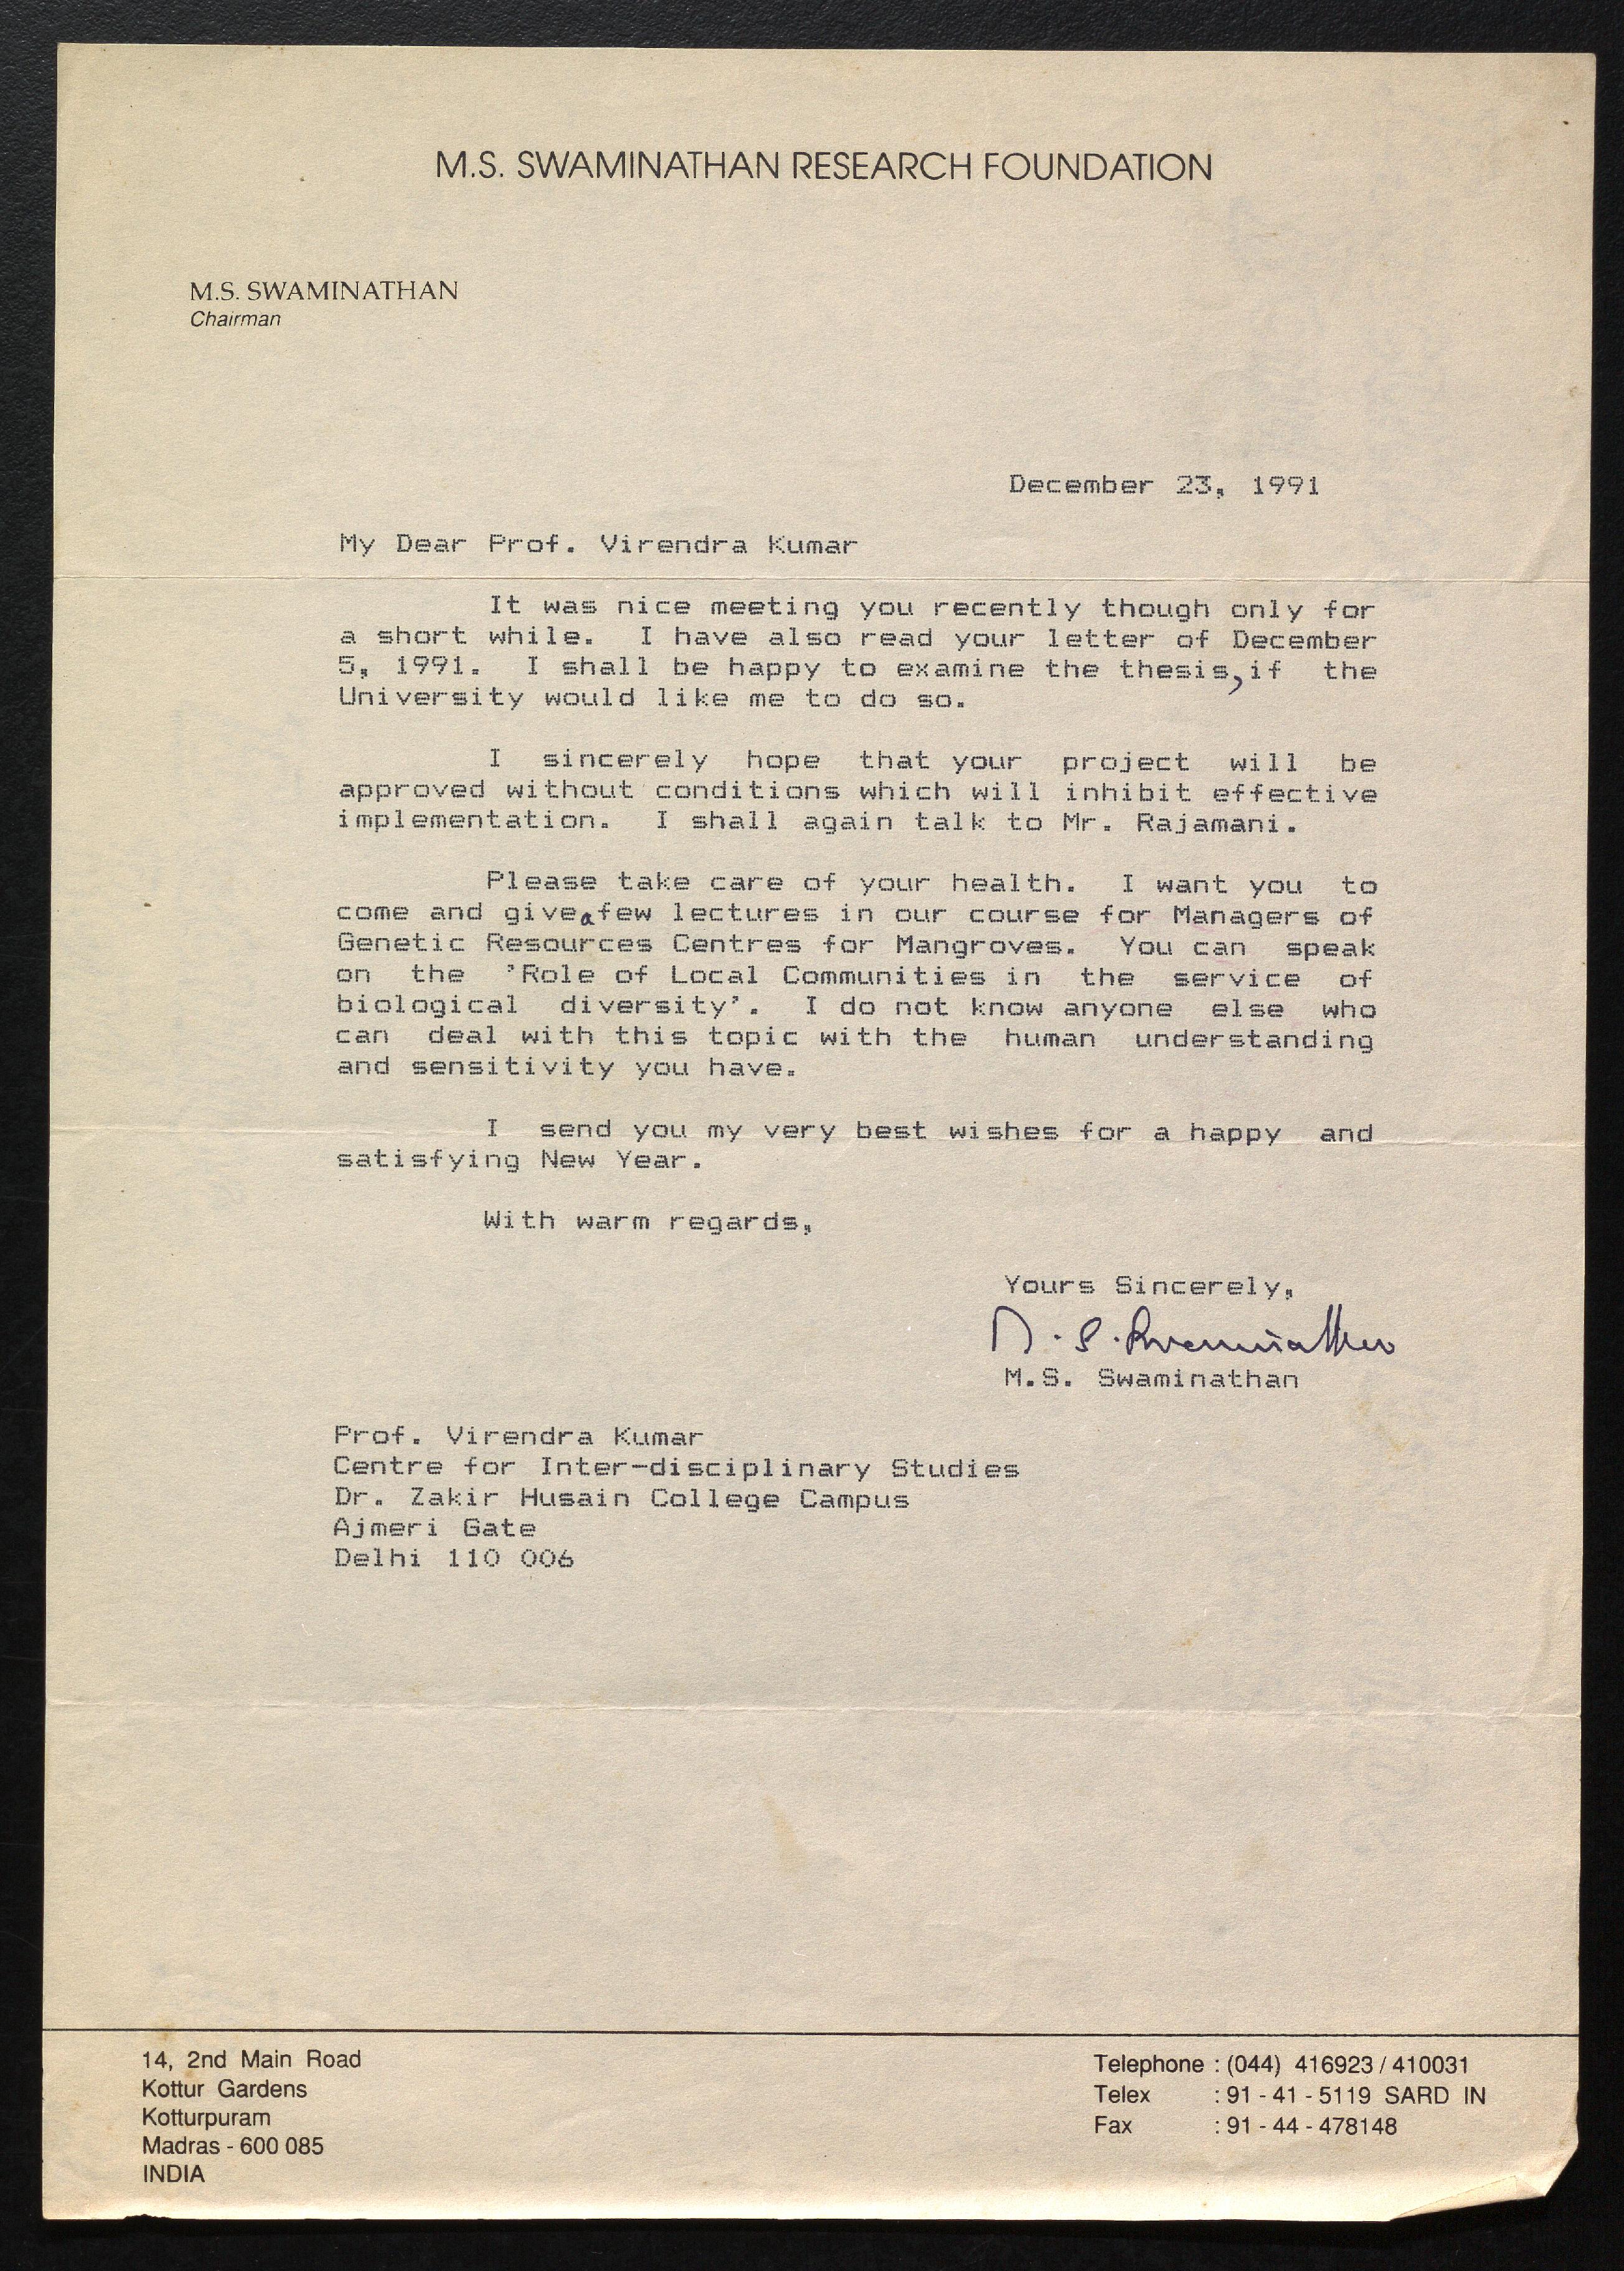 M.S. SWAMINATHAN RESEARCH FOUNDATION
M.S. SWAMINATHAN
Chairman
December 23, 1991
My Dear Prof. Virendra Kumar
It was nice meeting you recently though only for
a short while. I have also read your letter of December
5, 1991. I shall be happy to examine the thesis, if the
University would like me to do so.
I sincerely hope that your project will be
approved without conditions which will inhibit effective
implementation. I shall again talk to Mr. Rajamani.
Please take care of your health. I want you to
come and give a few lectures in our course for Managers of
Genetic Resources Centres for Mangroves. You can speak
on the 'Role of Local Communities in the service of
biological diversity'. I do not know anyone else who
can deal with this topic with the human understanding
and sensitivity you have.
I send you my very best wishes for a happy and
satisfying New Year.
With warm regards,
Yours Sincerely,
M. S. Swaminathan
M.S. Swaminathan
Prof. Virendra Kumar
Centre for Inter-disciplinary Studies
Dr. Zakir Husain College Campus
Ajmeri Gate
Delhi 110 006
14, 2nd Main Road
Kottur Gardens
Kotturpuram
Madras - 600 085
INDIA
Telephone : (044) 416923 / 410031
Telex : 91 - 41 - 5119 SARD IN
Fax : 91 - 44 - 478148